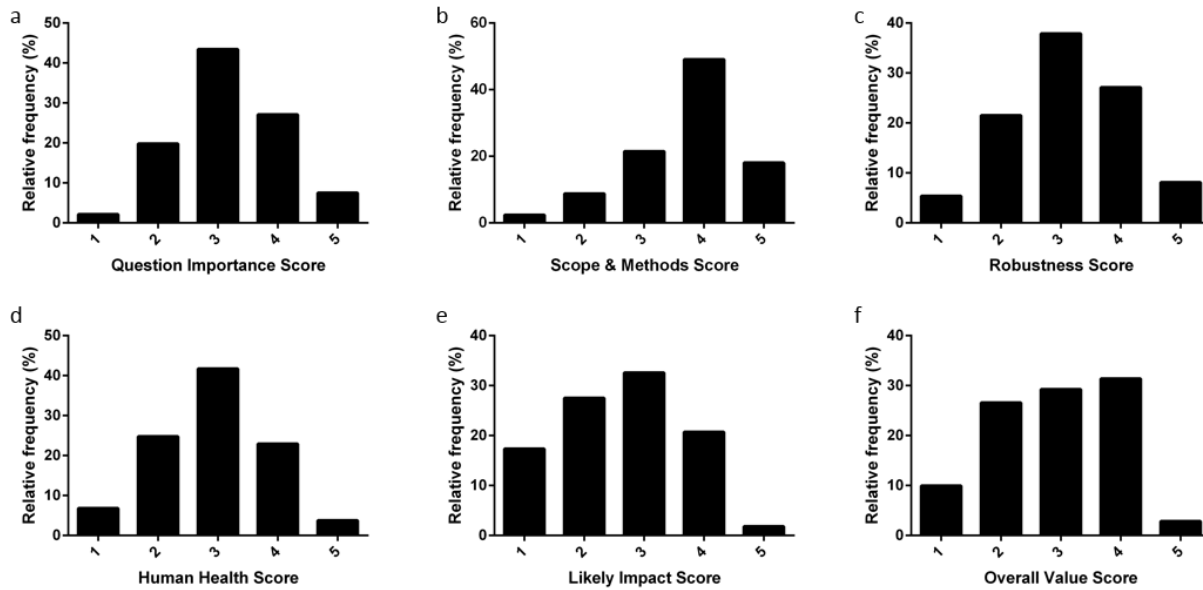 a
50
40
30
20
10
0
Relative frequency (%)
1 2 3 4 5
Question Importance Score
b
60
40
20
0
Relative frequency (%)
1 2 3 4 5
Scope & Methods Score
c
40
30
20
10
0
Relative frequency (%)
1 2 3 4 5
Robustness Score
d
50
40
30
20
10
0
Relative frequency (%)
1 2 3 4 5
Human Health Score
e
40
30
20
10
0
Relative frequency (%)
1 2 3 4 5
Likely Impact Score
f
40
30
20
10
0
Relative frequency (%)
1 2 3 4 5
Overall Value Score